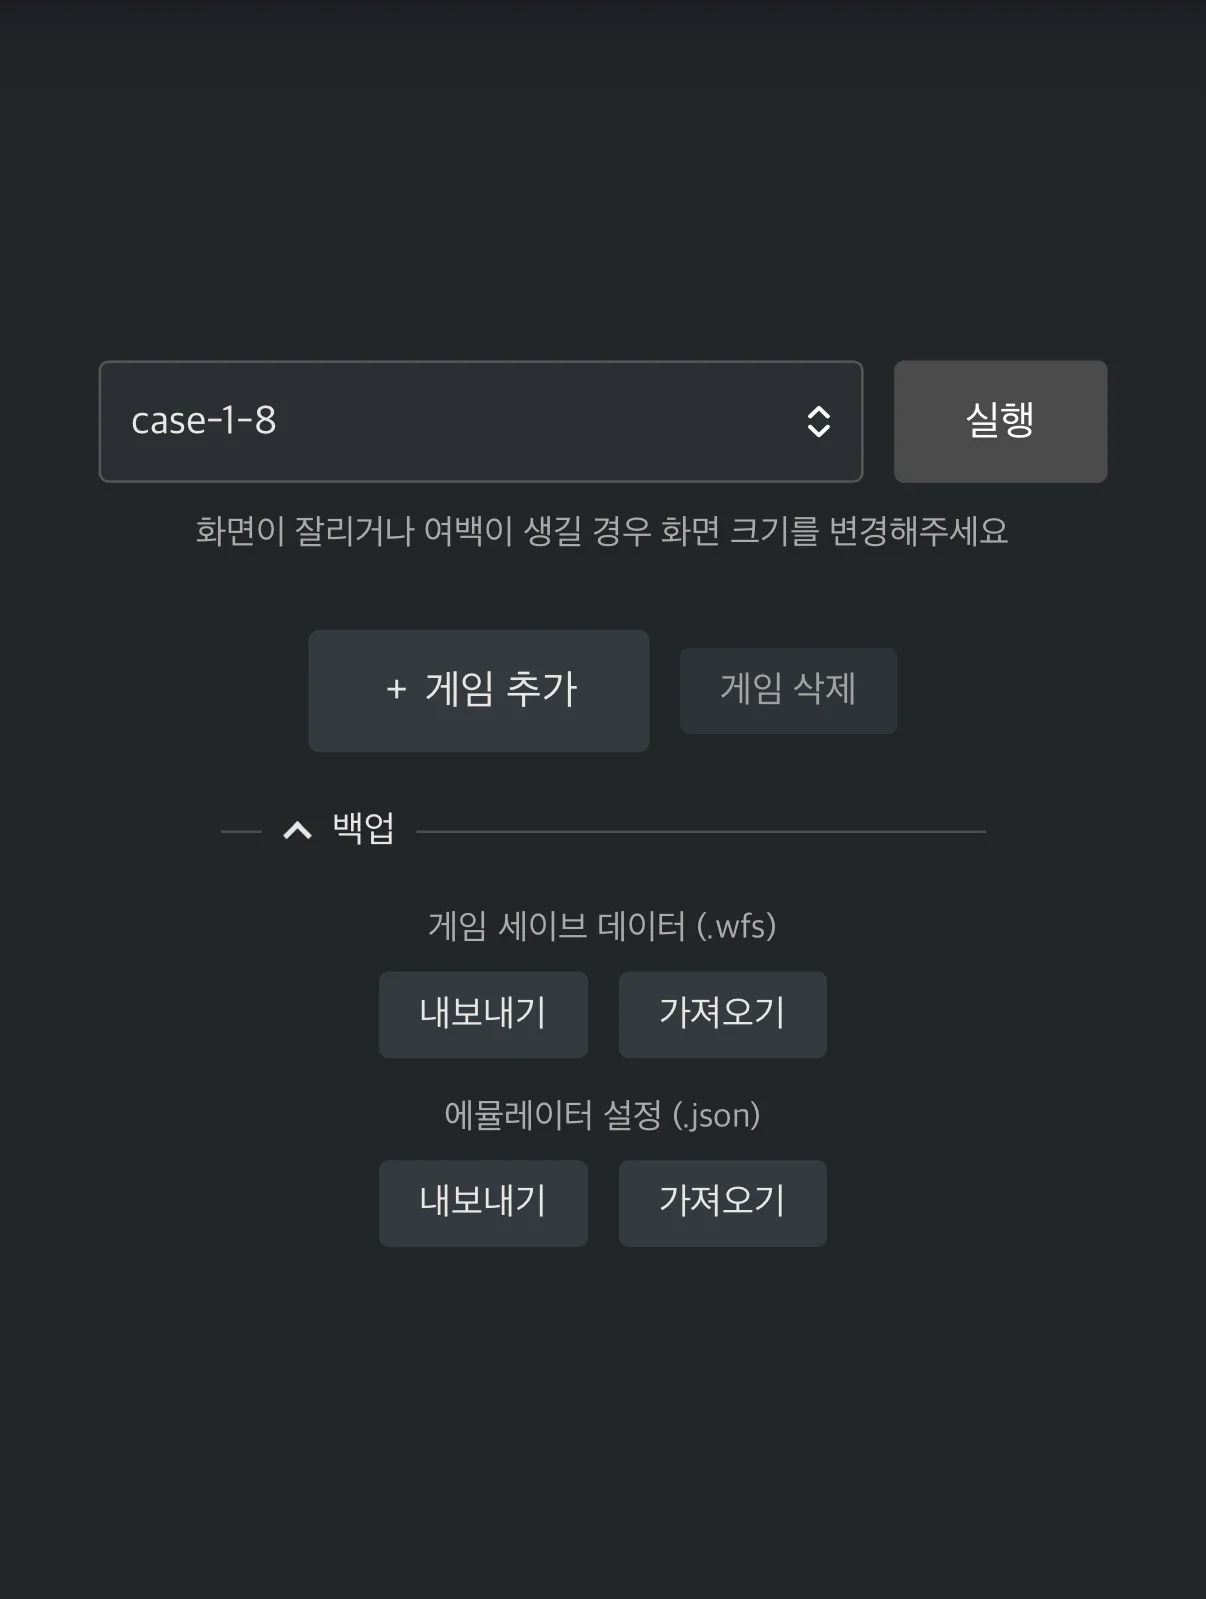 case-1-8
실행
화면이 잘리거나 여백이 생길 경우 화면 크기를 변경해주세요
+ 게임 추가
게임 삭제
백업
게임 세이브 데이터 (.wfs)
내보내기
가져오기
에뮬레이터 설정 (.json)
내보내기
가져오기